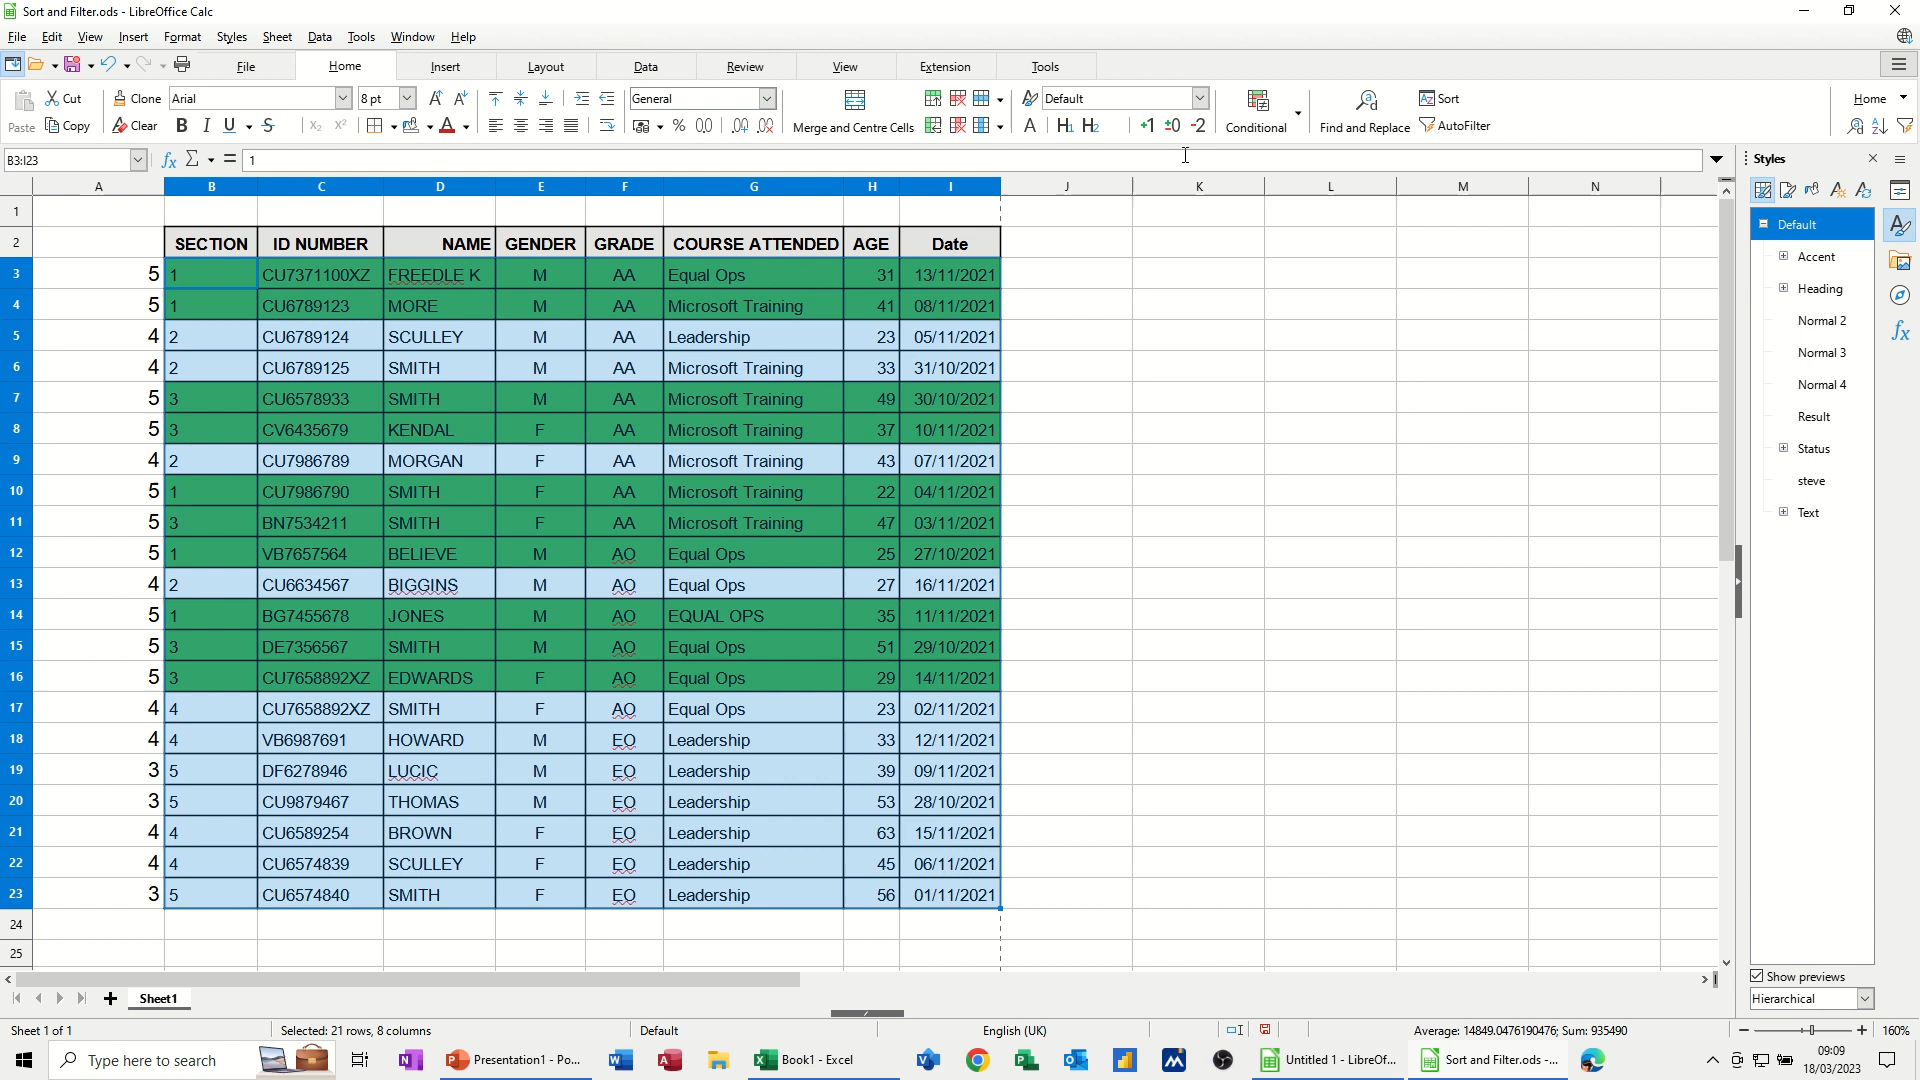 Sort and Filter.ods - LibreOffice Calc
File Edit View Insert Format Styles Sheet Data Tools Window Help
File Home Insert Layout Data Review View Extension Tools
Cut Clone Arial 8 pt General Default Sort Home
Paste Copy Clear B I U S Merge and Centre Cells A H1 H2 +1 ±0 -2 Conditional Find and Replace AutoFilter
B3:I23 fx Σ = 1 Styles
A B C D E F G H I J K L M N
1
2 SECTION ID NUMBER NAME GENDER GRADE COURSE ATTENDED AGE Date
3 5 1 CU7371100XZ FREEDLE K M AA Equal Ops 31 13/11/2021
4 5 1 CU6789123 MORE M AA Microsoft Training 41 08/11/2021
5 4 2 CU6789124 SCULLEY M AA Leadership 23 05/11/2021
6 4 2 CU6789125 SMITH M AA Microsoft Training 33 31/10/2021
7 5 3 CU6578933 SMITH M AA Microsoft Training 49 30/10/2021
8 5 3 CV6435679 KENDAL F AA Microsoft Training 37 10/11/2021
9 4 2 CU7986789 MORGAN F AA Microsoft Training 43 07/11/2021
10 5 1 CU7986790 SMITH F AA Microsoft Training 22 04/11/2021
11 5 3 BN7534211 SMITH F AA Microsoft Training 47 03/11/2021
12 5 1 VB7657564 BELIEVE M AO Equal Ops 25 27/10/2021
13 4 2 CU6634567 BIGGINS M AO Equal Ops 27 16/11/2021
14 5 1 BG7455678 JONES M AO EQUAL OPS 35 11/11/2021
15 5 3 DE7356567 SMITH M AO Equal Ops 51 29/10/2021
16 5 3 CU7658892XZ EDWARDS F AO Equal Ops 29 14/11/2021
17 4 4 CU7658892XZ SMITH F AO Equal Ops 23 02/11/2021
18 4 4 VB6987691 HOWARD M EO Leadership 33 12/11/2021
19 3 5 DF6278946 LUCIC M EO Leadership 39 09/11/2021
20 3 5 CU9879467 THOMAS M EO Leadership 53 28/10/2021
21 4 4 CU6589254 BROWN F EO Leadership 63 15/11/2021
22 4 4 CU6574839 SCULLEY F EO Leadership 45 06/11/2021
23 3 5 CU6574840 SMITH F EO Leadership 56 01/11/2021
24
25
Default
Accent
Heading
Normal 2
Normal 3
Normal 4
Result
Status
steve
Text
Show previews
Hierarchical
Sheet1
Sheet 1 of 1 Selected: 21 rows, 8 columns Default English (UK) Average: 14849.0476190476; Sum: 935490 160%
Type here to search Presentation1 - Po... Book1 - Excel Untitled 1 - LibreOf... Sort and Filter.ods -... 09:09
18/03/2023